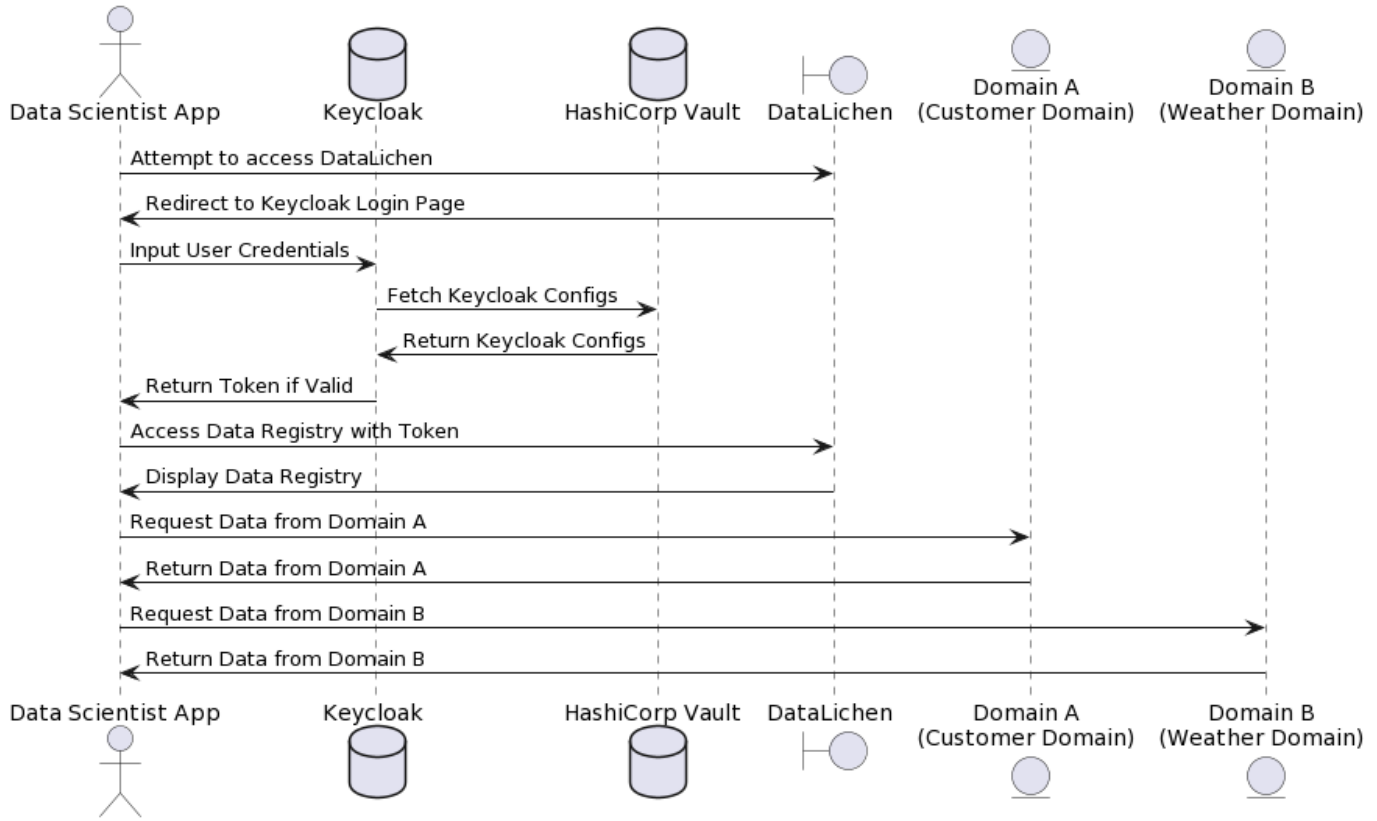 Data Scientist App
Keycloak
HashiCorp Vault
DataLichen
Domain A
(Customer Domain)
Domain B
(Weather Domain)
Attempt to access DataLichen
Redirect to Keycloak Login Page
Input User Credentials
Fetch Keycloak Configs
Return Keycloak Configs
Return Token if Valid
Access Data Registry with Token
Display Data Registry
Request Data from Domain A
Return Data from Domain A
Request Data from Domain B
Return Data from Domain B
Data Scientist App
Keycloak
HashiCorp Vault
DataLichen
Domain A
(Customer Domain)
Domain B
(Weather Domain)